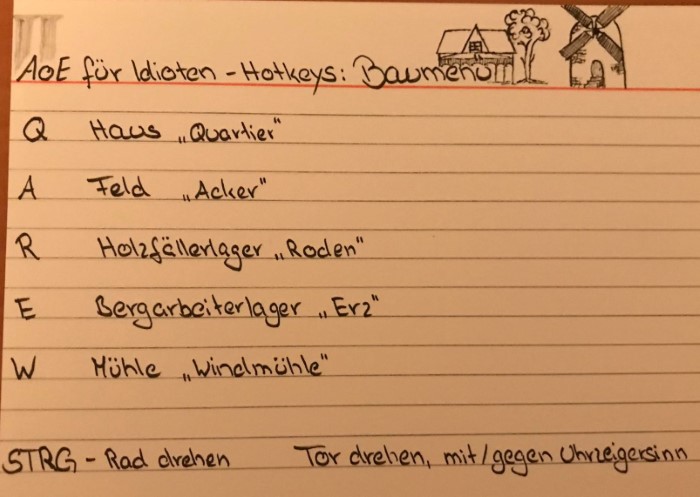 AoE für Idioten - Hotkeys: Baumenü
Q Haus „Quartier"
A Feld „Acker"
R Holzfällerlager „Roden"
E Bergarbeiterlager „Erz"
W Mühle „Windmühle"
STRG - Rad drehen Tor drehen, mit/gegen Uhrzeigersinn